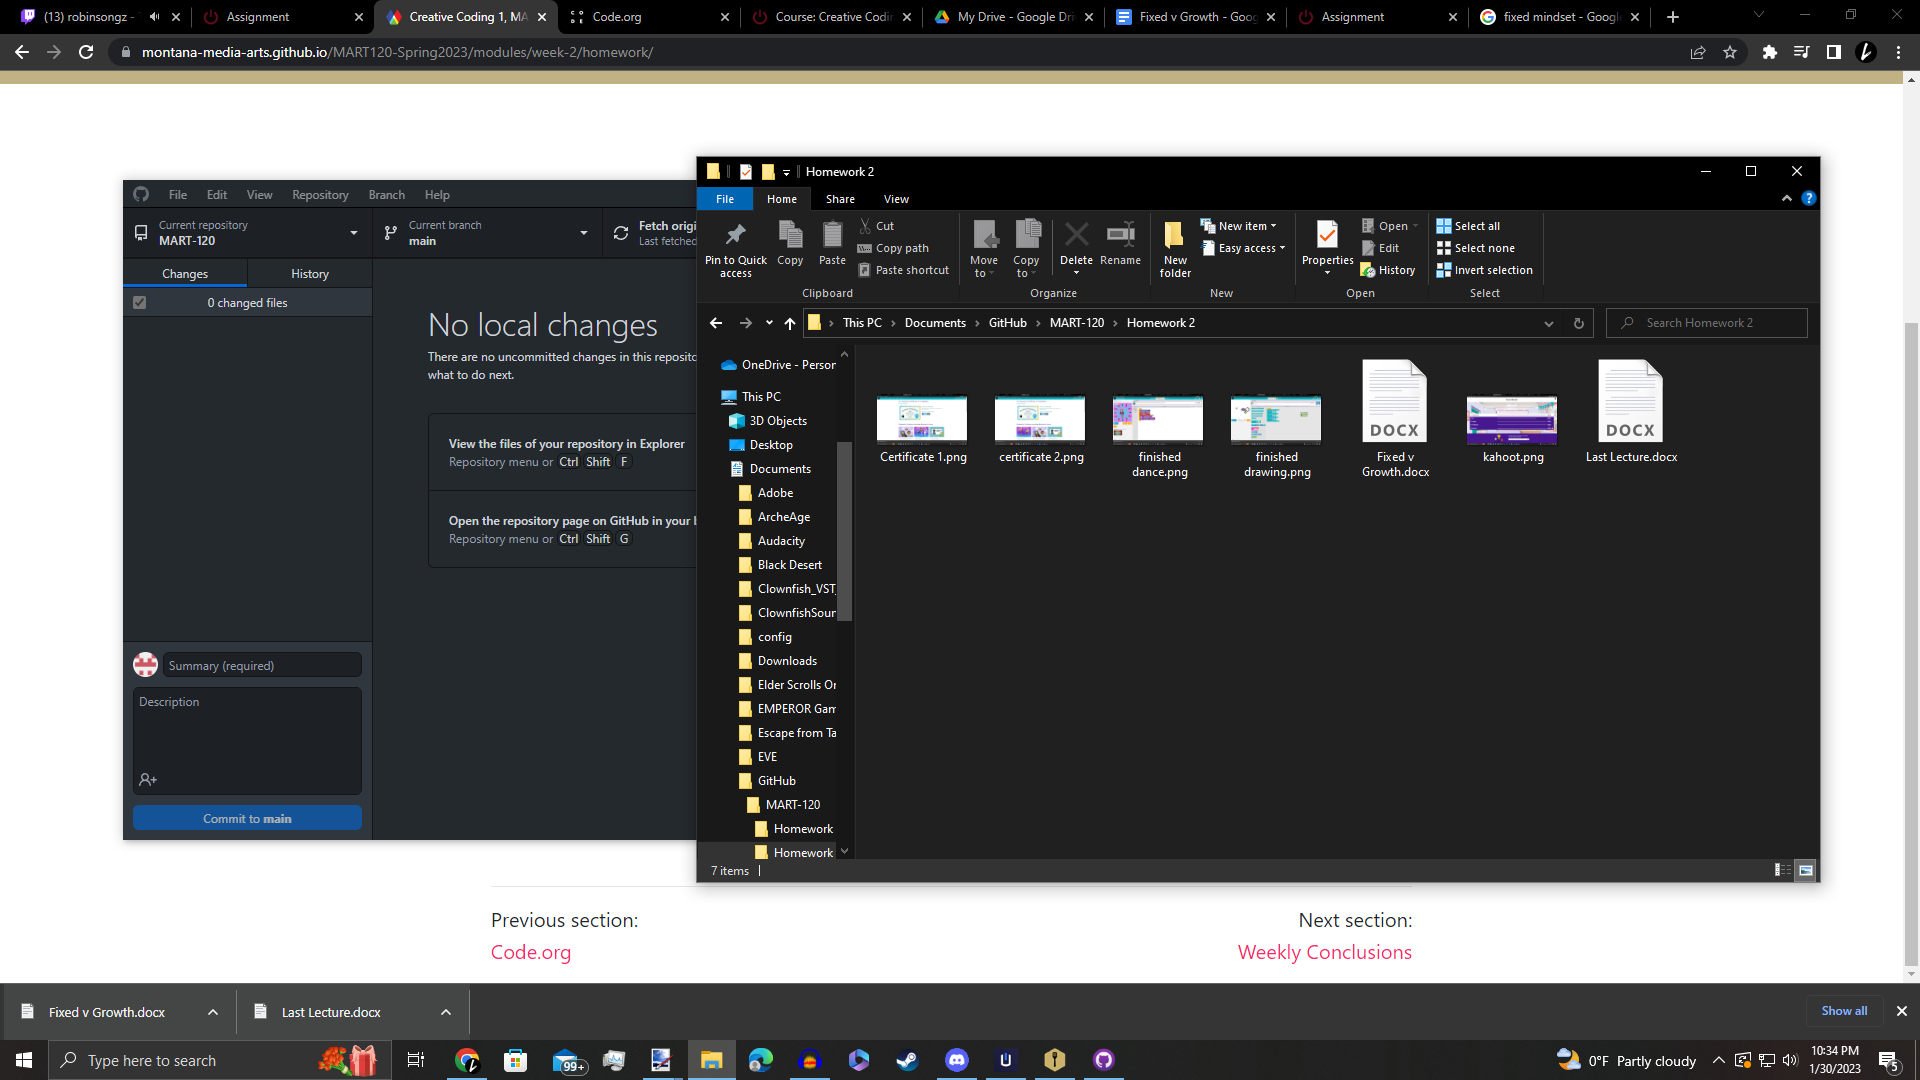 (13) robinsongz -
Assignment
Creative Coding 1, MA
Code.org
Course: Creative Codin
My Drive - Google Dri
Fixed v Growth - Goog
Assignment
fixed mindset - Google
montana-media-arts.github.io/MART120-Spring2023/modules/week-2/homework/
File Edit View Repository Branch Help
Current repository
MART-120
Current branch
main
Fetch origi
Last fetched
Changes
History
0 changed files
No local changes
There are no uncommitted changes in this reposito
what to do next.
View the files of your repository in Explorer
Repository menu or Ctrl Shift F
Open the repository page on GitHub in your b
Repository menu or Ctrl Shift G
Summary (required)
Description
Commit to main
Homework 2
File Home Share View
Pin to Quick
access
Copy
Paste
Cut
Copy path
Paste shortcut
Clipboard
Move
to
Copy
to
Delete
Rename
Organize
New
folder
New item
Easy access
New
Properties
Open
Edit
History
Open
Select all
Select none
Invert selection
Select
This PC
Documents
GitHub
MART-120
Homework 2
Search Homework 2
OneDrive - Person
This PC
3D Objects
Desktop
Documents
Adobe
ArcheAge
Audacity
Black Desert
Clownfish_VST_
ClownfishSoun
config
Downloads
Elder Scrolls On
EMPEROR Gam
Escape from Ta
EVE
GitHub
MART-120
Homework
Homework
Certificate 1.png
certificate 2.png
finished
dance.png
finished
drawing.png
DOCX
Fixed v
Growth.docx
kahoot.png
DOCX
Last Lecture.docx
7 items
Previous section:
Code.org
Next section:
Weekly Conclusions
Fixed v Growth.docx
Last Lecture.docx
Show all
Type here to search
99+
0°F Partly cloudy
10:34 PM
1/30/2023
5